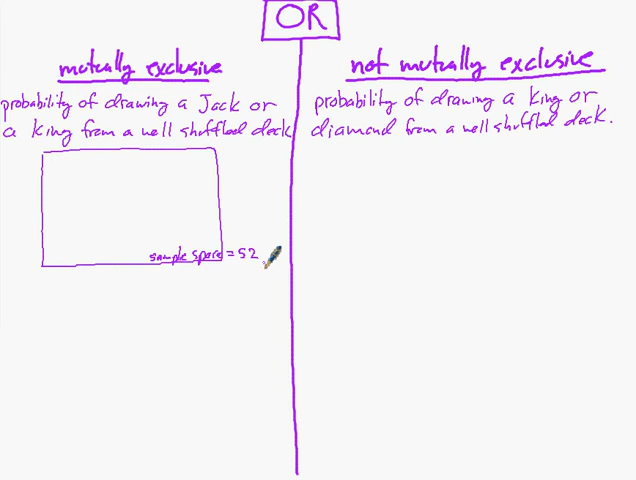 OR
mutually exclusive
probability of drawing a Jack or
a king from a well shuffled deck
sample space = 52
not mutually exclusive
probability of drawing a king or
diamond from a well shuffled deck.